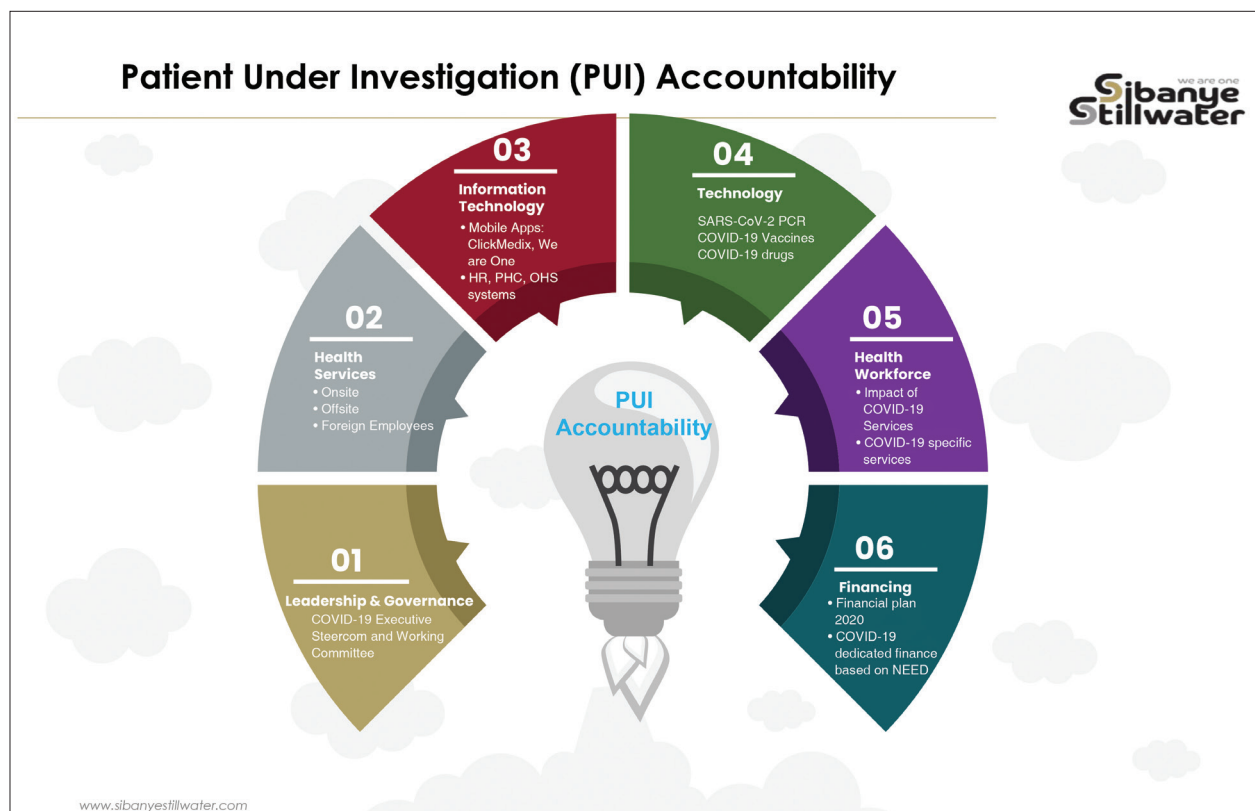 Patient Under Investigation (PUI) Accountability
we are one
Sibanye
Stillwater
01
Leadership & Governance
COVID-19 Executive
Steercom and Working
Committee
02
Health
Services
• Onsite
• Offsite
• Foreign Employees
03
Information
Technology
• Mobile Apps:
ClickMedix, We
are One
• HR, PHC, OHS
systems
04
Technology
SARS-CoV-2 PCR
COVID-19 Vaccines
COVID-19 drugs
05
Health
Workforce
• Impact of
COVID-19
Services
• COVID-19 specific
services
06
Financing
• Financial plan
2020
• COVID-19
dedicated finance
based on NEED
PUI
Accountability
www.sibanyestillwater.com